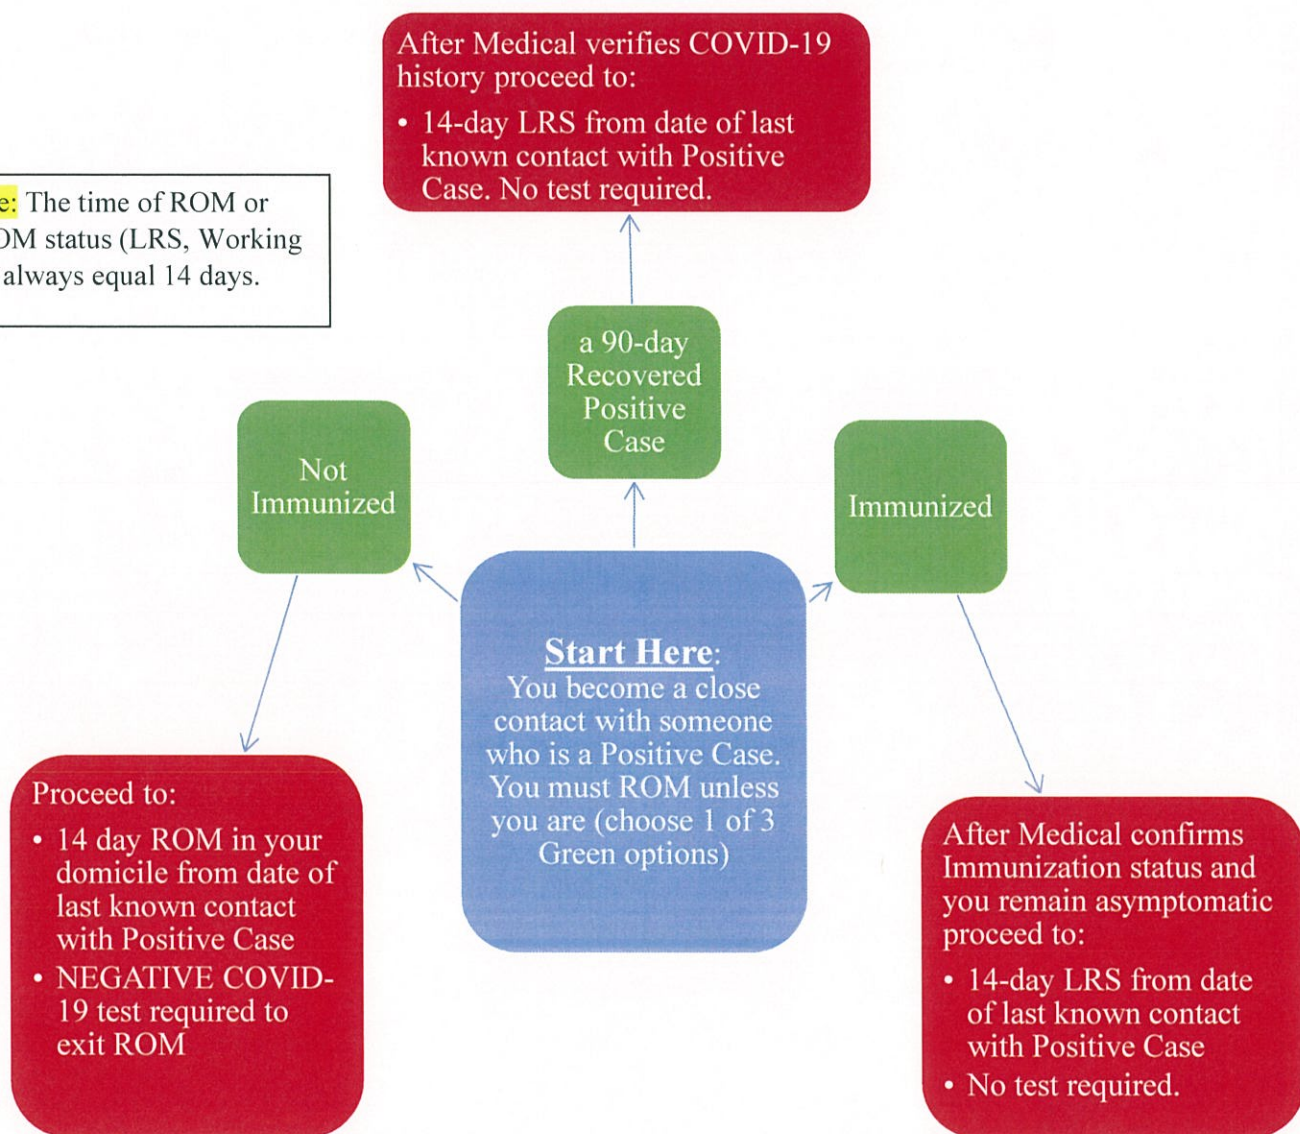 After Medical verifies COVID-19
history proceed to:
• 14-day LRS from date of last
known contact with Positive
Case. No test required.
e: The time of ROM or
OM status (LRS, Working
always equal 14 days.
a 90-day
Recovered
Positive
Case
Not
Immunized
Immunized
Start Here:
You become a close
contact with someone
who is a Positive Case.
You must ROM unless
you are (choose 1 of 3
Green options)
Proceed to:
• 14 day ROM in your
domicile from date of
last known contact
with Positive Case
• NEGATIVE COVID-
19 test required to
exit ROM
After Medical confirms
Immunization status and
you remain asymptomatic
proceed to:
• 14-day LRS from date
of last known contact
with Positive Case
• No test required.